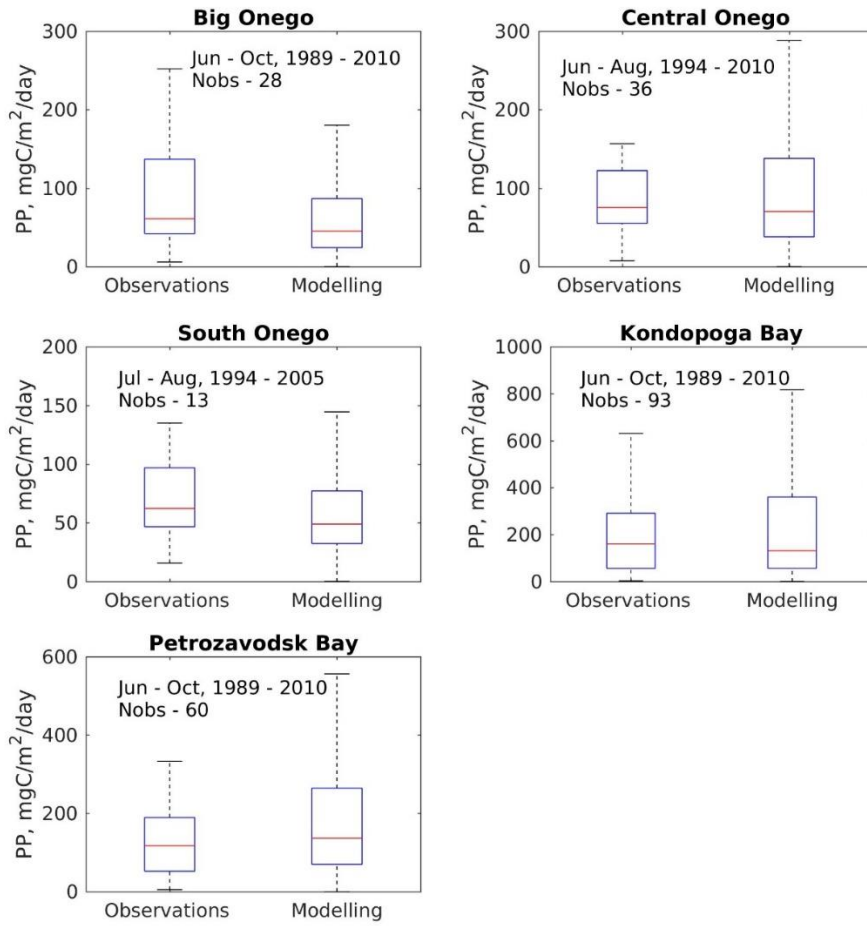 Big Onego
300
200
100
0
PP, mgC/m²/day
Jun - Oct, 1989 - 2010
Nobs - 28
Observations Modelling
Central Onego
300
200
100
0
PP, mgC/m²/day
Jun - Aug, 1994 - 2010
Nobs - 36
Observations Modelling
South Onego
200
150
100
50
0
PP, mgC/m²/day
Jul - Aug, 1994 - 2005
Nobs - 13
Observations Modelling
Kondopoga Bay
1000
800
600
400
200
0
PP, mgC/m²/day
Jun - Oct, 1989 - 2010
Nobs - 93
Observations Modelling
Petrozavodsk Bay
600
400
200
0
PP, mgC/m²/day
Jun - Oct, 1989 - 2010
Nobs - 60
Observations Modelling